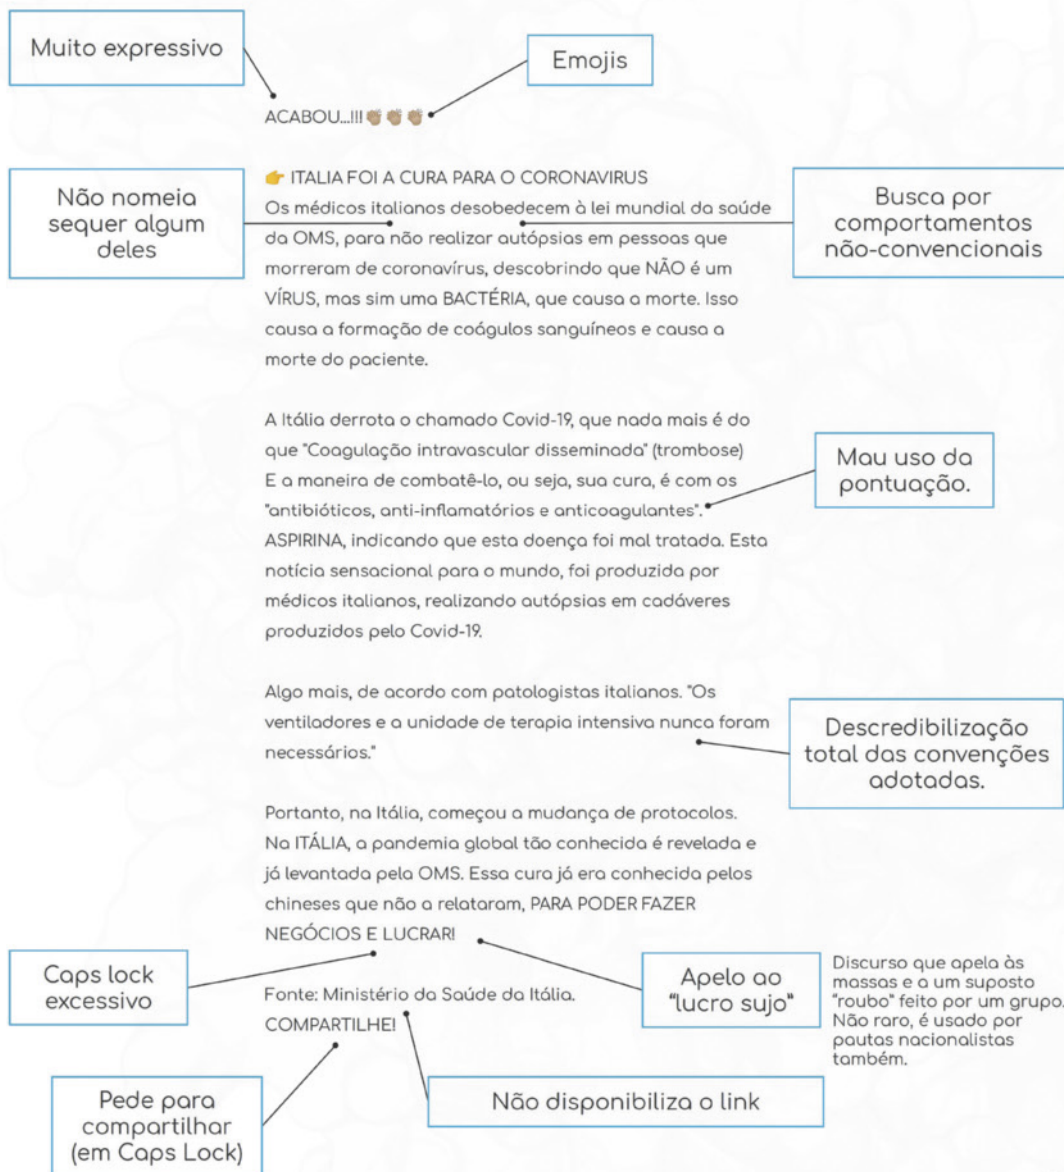 Muito expressivo
Emojis
ACABOU...!!! 👏🏼👏🏼👏🏼
Não nomeia
sequer algum
deles
👉 ITALIA FOI A CURA PARA O CORONAVIRUS
Os médicos italianos desobedecem à lei mundial da saúde
da OMS, para não realizar autópsias em pessoas que
morreram de coronavírus, descobrindo que NÃO é um
VÍRUS, mas sim uma BACTÉRIA, que causa a morte. Isso
causa a formação de coágulos sanguíneos e causa a
morte do paciente.
Busca por
comportamentos
não-convencionais
A Itália derrota o chamado Covid-19, que nada mais é do
que "Coagulação intravascular disseminada" (trombose)
E a maneira de combatê-lo, ou seja, sua cura, é com os
"antibióticos, anti-inflamatórios e anticoagulantes".
ASPIRINA, indicando que esta doença foi mal tratada. Esta
notícia sensacional para o mundo, foi produzida por
médicos italianos, realizando autópsias em cadáveres
produzidos pelo Covid-19.
Mau uso da
pontuação.
Algo mais, de acordo com patologistas italianos. "Os
ventiladores e a unidade de terapia intensiva nunca foram
necessários."
Descredibilização
total das convenções
adotadas.
Portanto, na Itália, começou a mudança de protocolos.
Na ITÁLIA, a pandemia global tão conhecida é revelada e
já levantada pela OMS. Essa cura já era conhecida pelos
chineses que não a relataram, PARA PODER FAZER
NEGÓCIOS E LUCRAR!
Caps lock
excessivo
Apelo ao
"lucro sujo"
Discurso que apela às
massas e a um suposto
"roubo" feito por um grupo.
Não raro, é usado por
pautas nacionalistas
também.
Fonte: Ministério da Saúde da Itália.
COMPARTILHE!
Pede para
compartilhar
(em Caps Lock)
Não disponibiliza o link